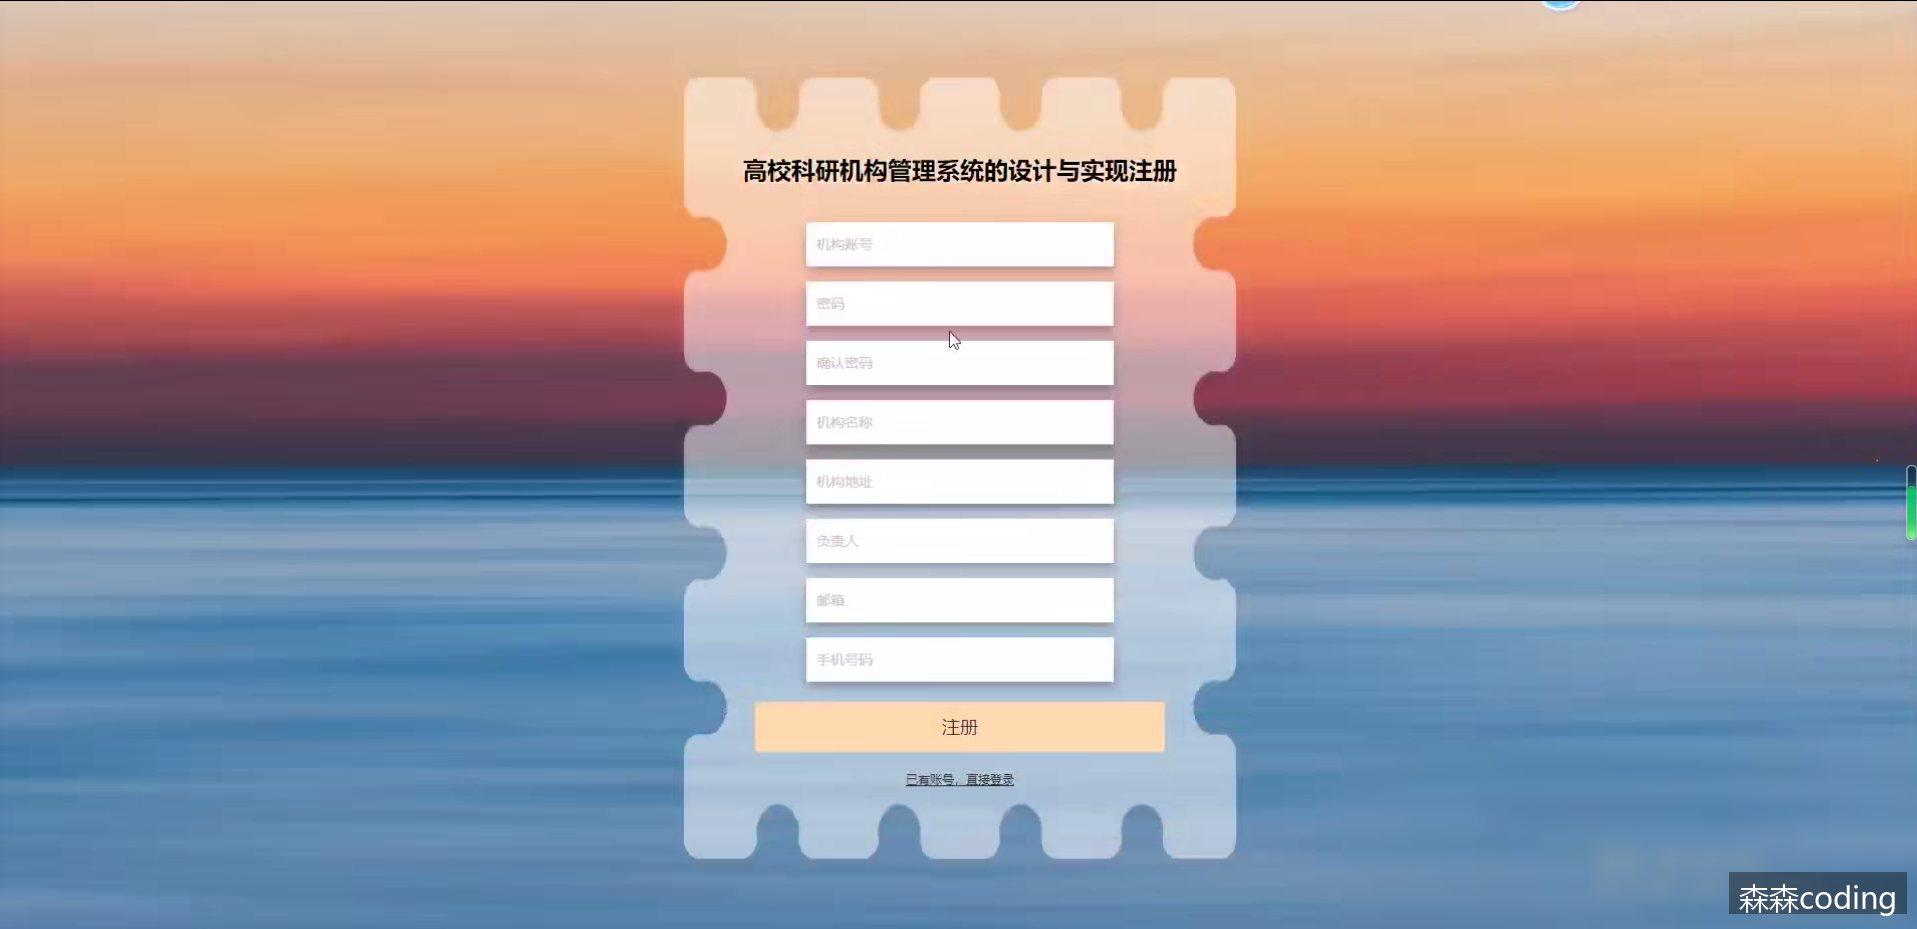 高校科研机构管理系统的设计与实现注册
机构账号
密码
确认密码
机构名称
机构地址
负责人
邮箱
手机号码
注册
已有账号，直接登录
森森coding